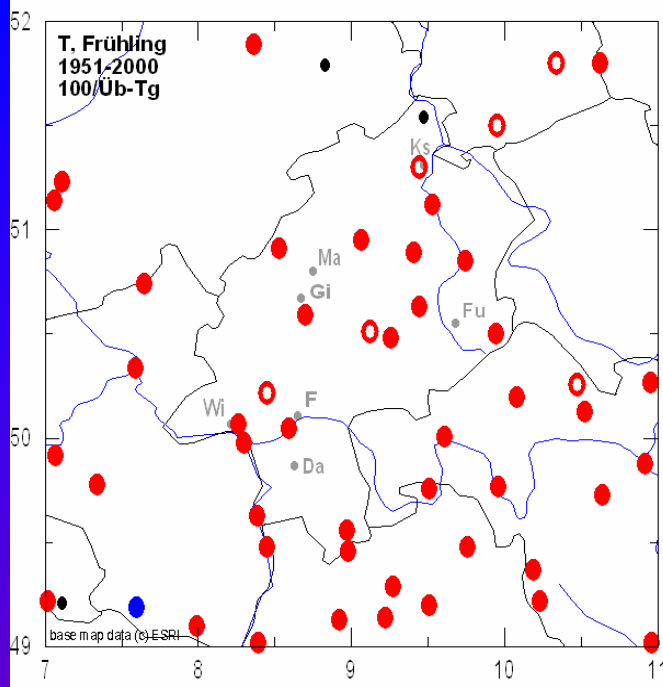 52
T, Frühling
1951-2000
100/Üb-Tg
Ks
51
Ma
Gi
Fu
Wi
F
50
Da
base map data (c) ESRI
49
7 8 9 10 11